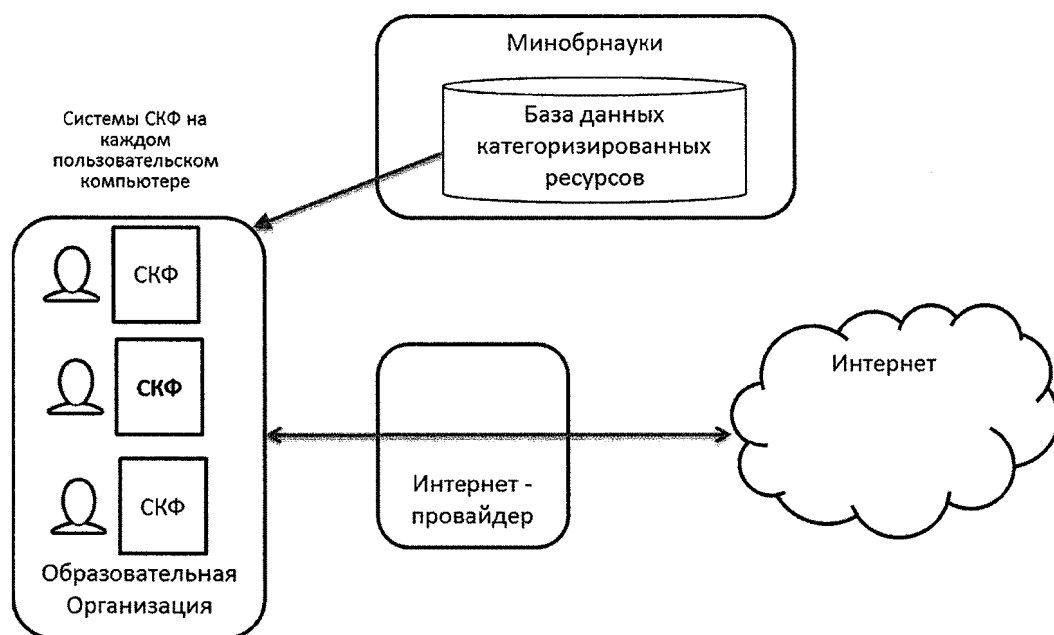 Минобрнауки
База данных
категоризированных
ресурсов
Системы СКФ на
каждом
пользовательском
компьютере
СКФ
СКФ
СКФ
Образовательная
Организация
Интернет -
провайдер
Интернет